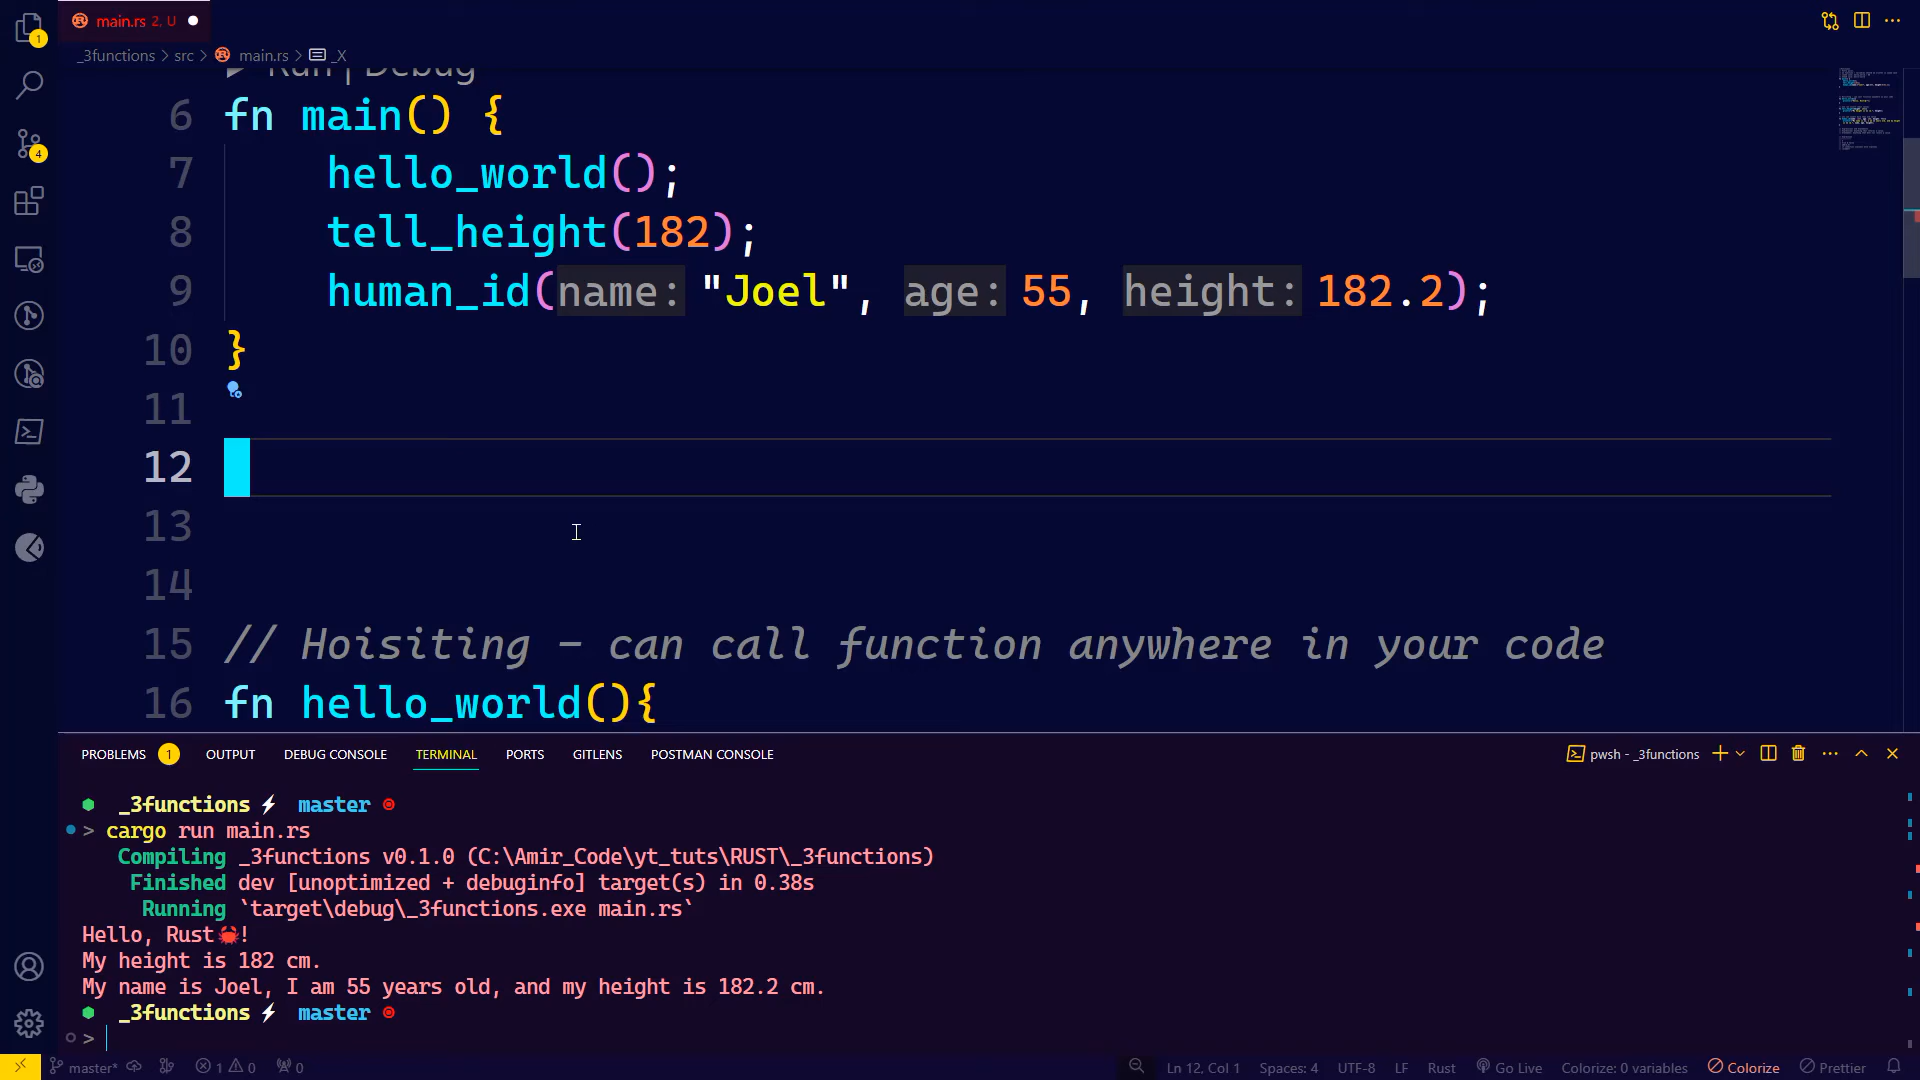 main.rs 2, U
_3functions > src > main.rs > _X
Run | Debug
6 fn main() {
7 hello_world();
8 tell_height(182);
9 human_id(name: "Joel", age: 55, height: 182.2);
10 }
11
12
13
14
15 // Hoisiting – can call function anywhere in your code
16 fn hello_world(){
1
4
PROBLEMS 1 OUTPUT DEBUG CONSOLE TERMINAL PORTS GITLENS POSTMAN CONSOLE
pwsh - _3functions
_3functions ⚡ master
> cargo run main.rs
Compiling _3functions v0.1.0 (C:\Amir_Code\yt_tuts\RUST\_3functions)
Finished dev [unoptimized + debuginfo] target(s) in 0.38s
Running `target\debug\_3functions.exe main.rs`
Hello, Rust🦀!
My height is 182 cm.
My name is Joel, I am 55 years old, and my height is 182.2 cm.
_3functions ⚡ master
>
master* 1 0 0 Ln 12, Col 1 Spaces: 4 UTF-8 LF Rust Go Live Colorize: 0 variables Colorize Prettier